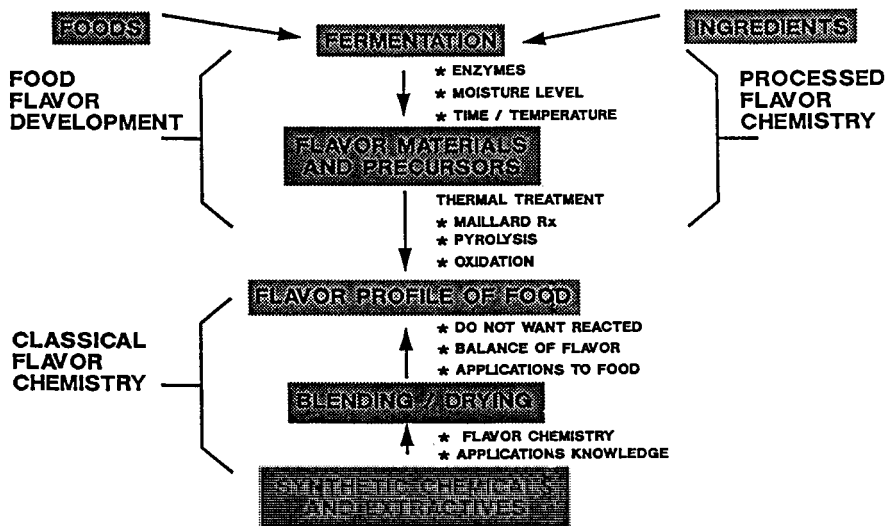 FOODS
INGREDIENTS
FERMENTATION
FOOD
FLAVOR
DEVELOPMENT
* ENZYMES
* MOISTURE LEVEL
* TIME / TEMPERATURE
PROCESSED
FLAVOR
CHEMISTRY
FLAVOR MATERIALS
AND PRECURSORS
THERMAL TREATMENT
* MAILLARD Rx
* PYROLYSIS
* OXIDATION
FLAVOR PROFILE OF FOOD
CLASSICAL
FLAVOR
CHEMISTRY
* DO NOT WANT REACTED
* BALANCE OF FLAVOR
* APPLICATIONS TO FOOD
BLENDING / DRYING
* FLAVOR CHEMISTRY
* APPLICATIONS KNOWLEDGE
SYNTHETIC CHEMICALS
AND EXTRACTIVES